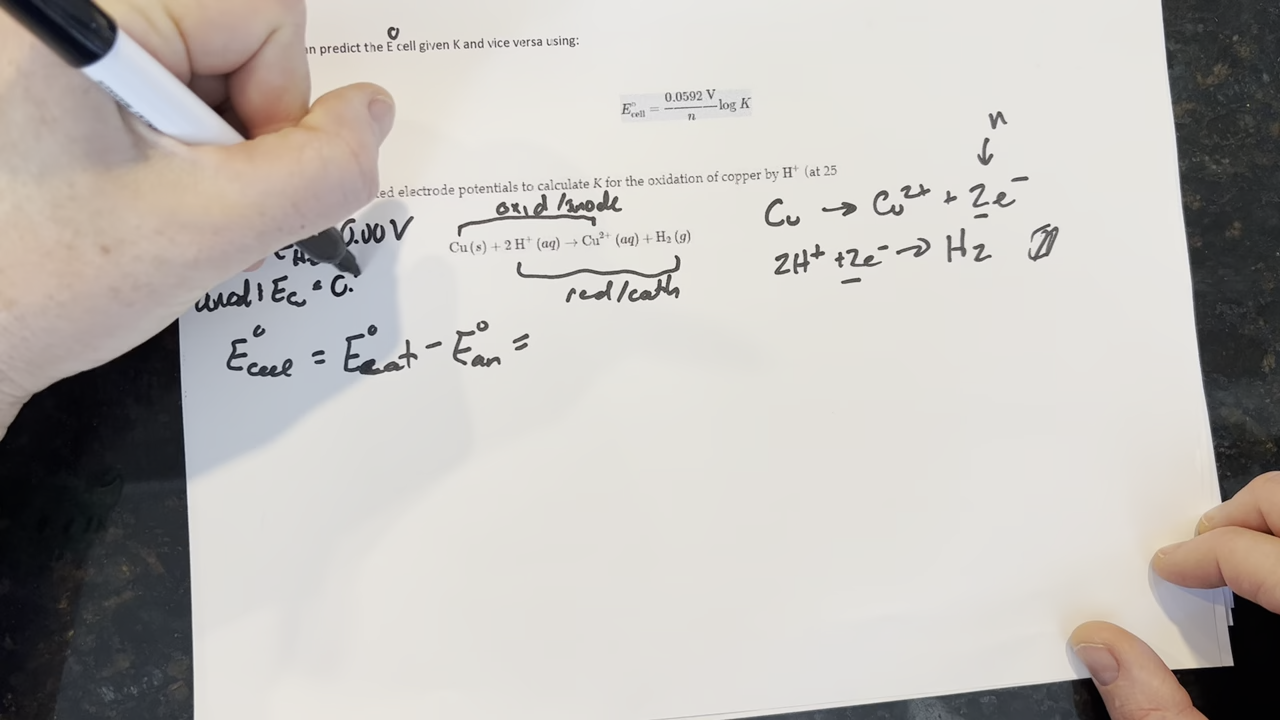 predict the E° cell given K and vice versa using:
E°cell = 0.0592 V / n log K
n
↓
electrode potentials to calculate K for the oxidation of copper by H⁺ (at 25
oxid/anode
Cu → Cu²⁺ + 2e⁻
0.00 V
Cu(s) + 2 H⁺ (aq) → Cu²⁺ (aq) + H₂ (g)
2H⁺ + 2e⁻ → H₂
red/cath
E°cell = E°cat - E°an =